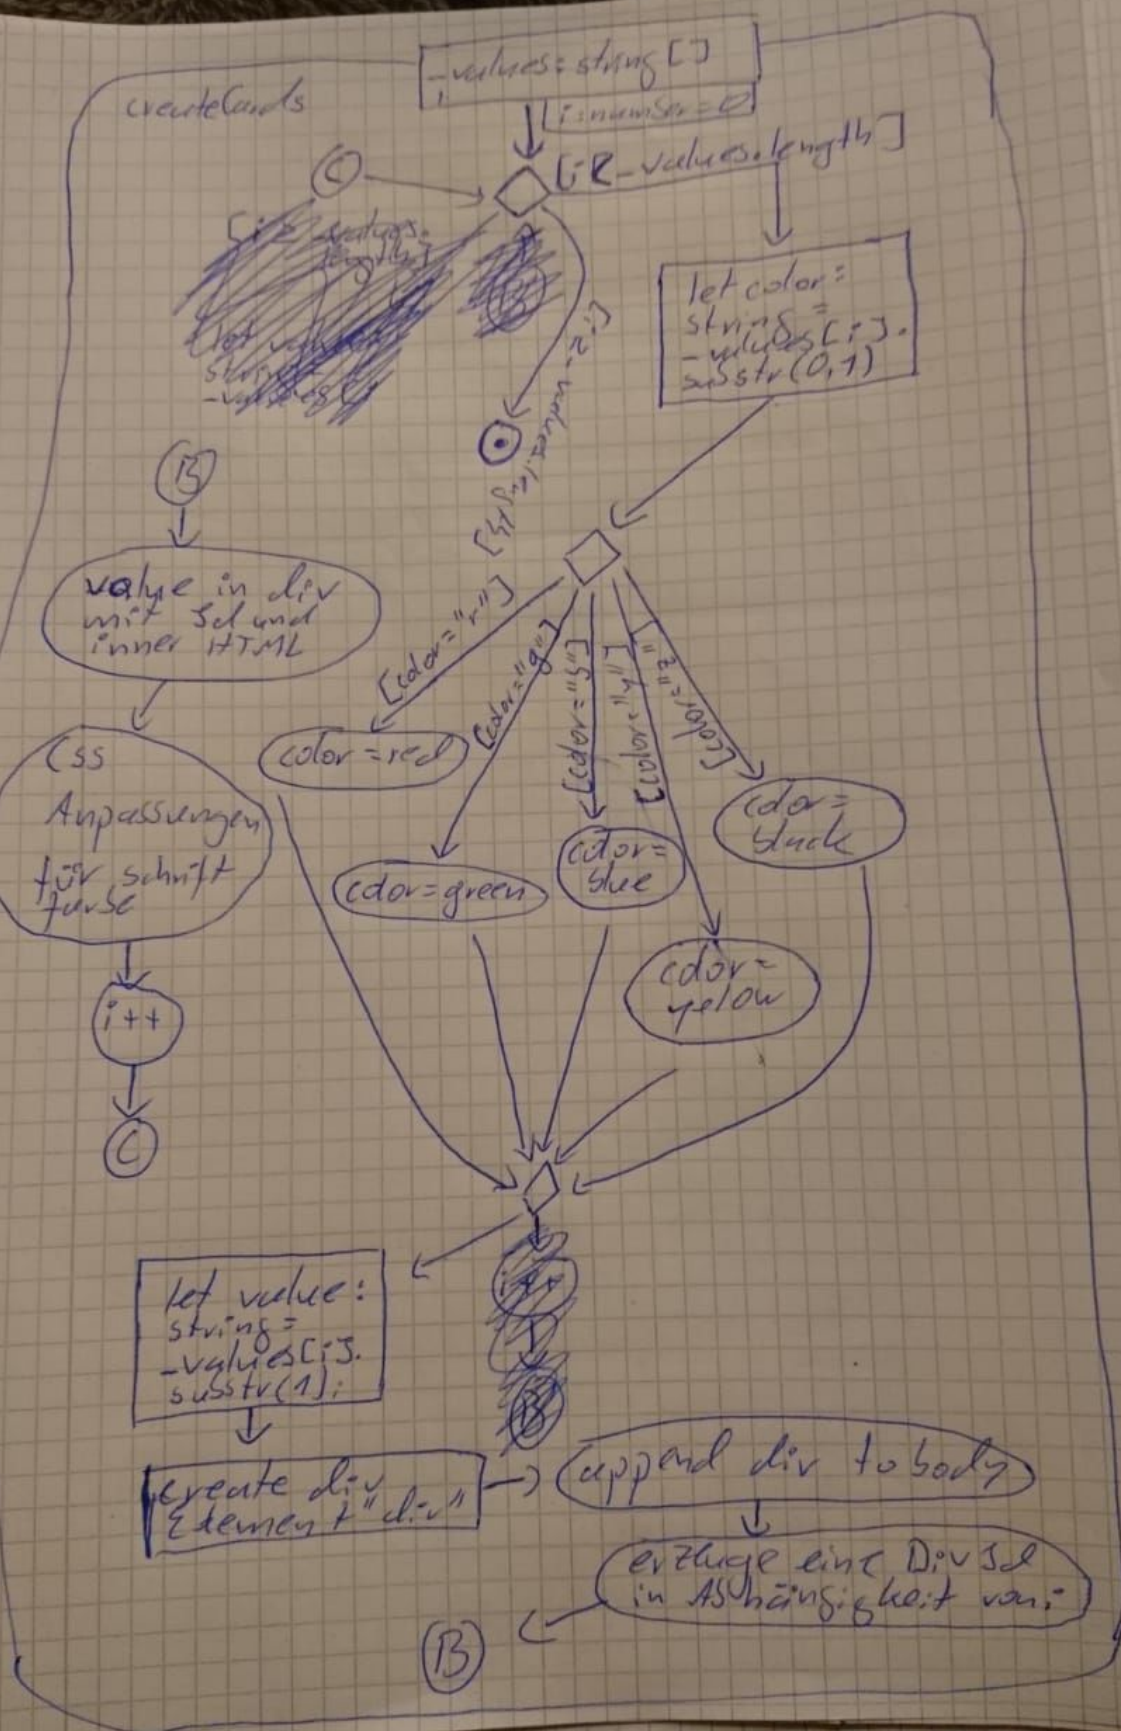 createCards
_values: string[]
i: number = 0
C
[i < _values.length]
let color:
string =
_values[i].
substr(0,1)
[i ≥ _values.length]
B
value in div
mit Id und
inner HTML
CSS
Anpassungen
für schrift
farbe
i++
C
[color="r"]
[color="g"]
[color="b"]
[color="y"]
[color="z"]
color=red
color=green
color=
blue
color=
yelow
color=
black
let value:
string =
_values[i].
substr(1);
create div
Element "div"
append div to body
erzeuge eine Div Id
in Abhängigkeit von i
B